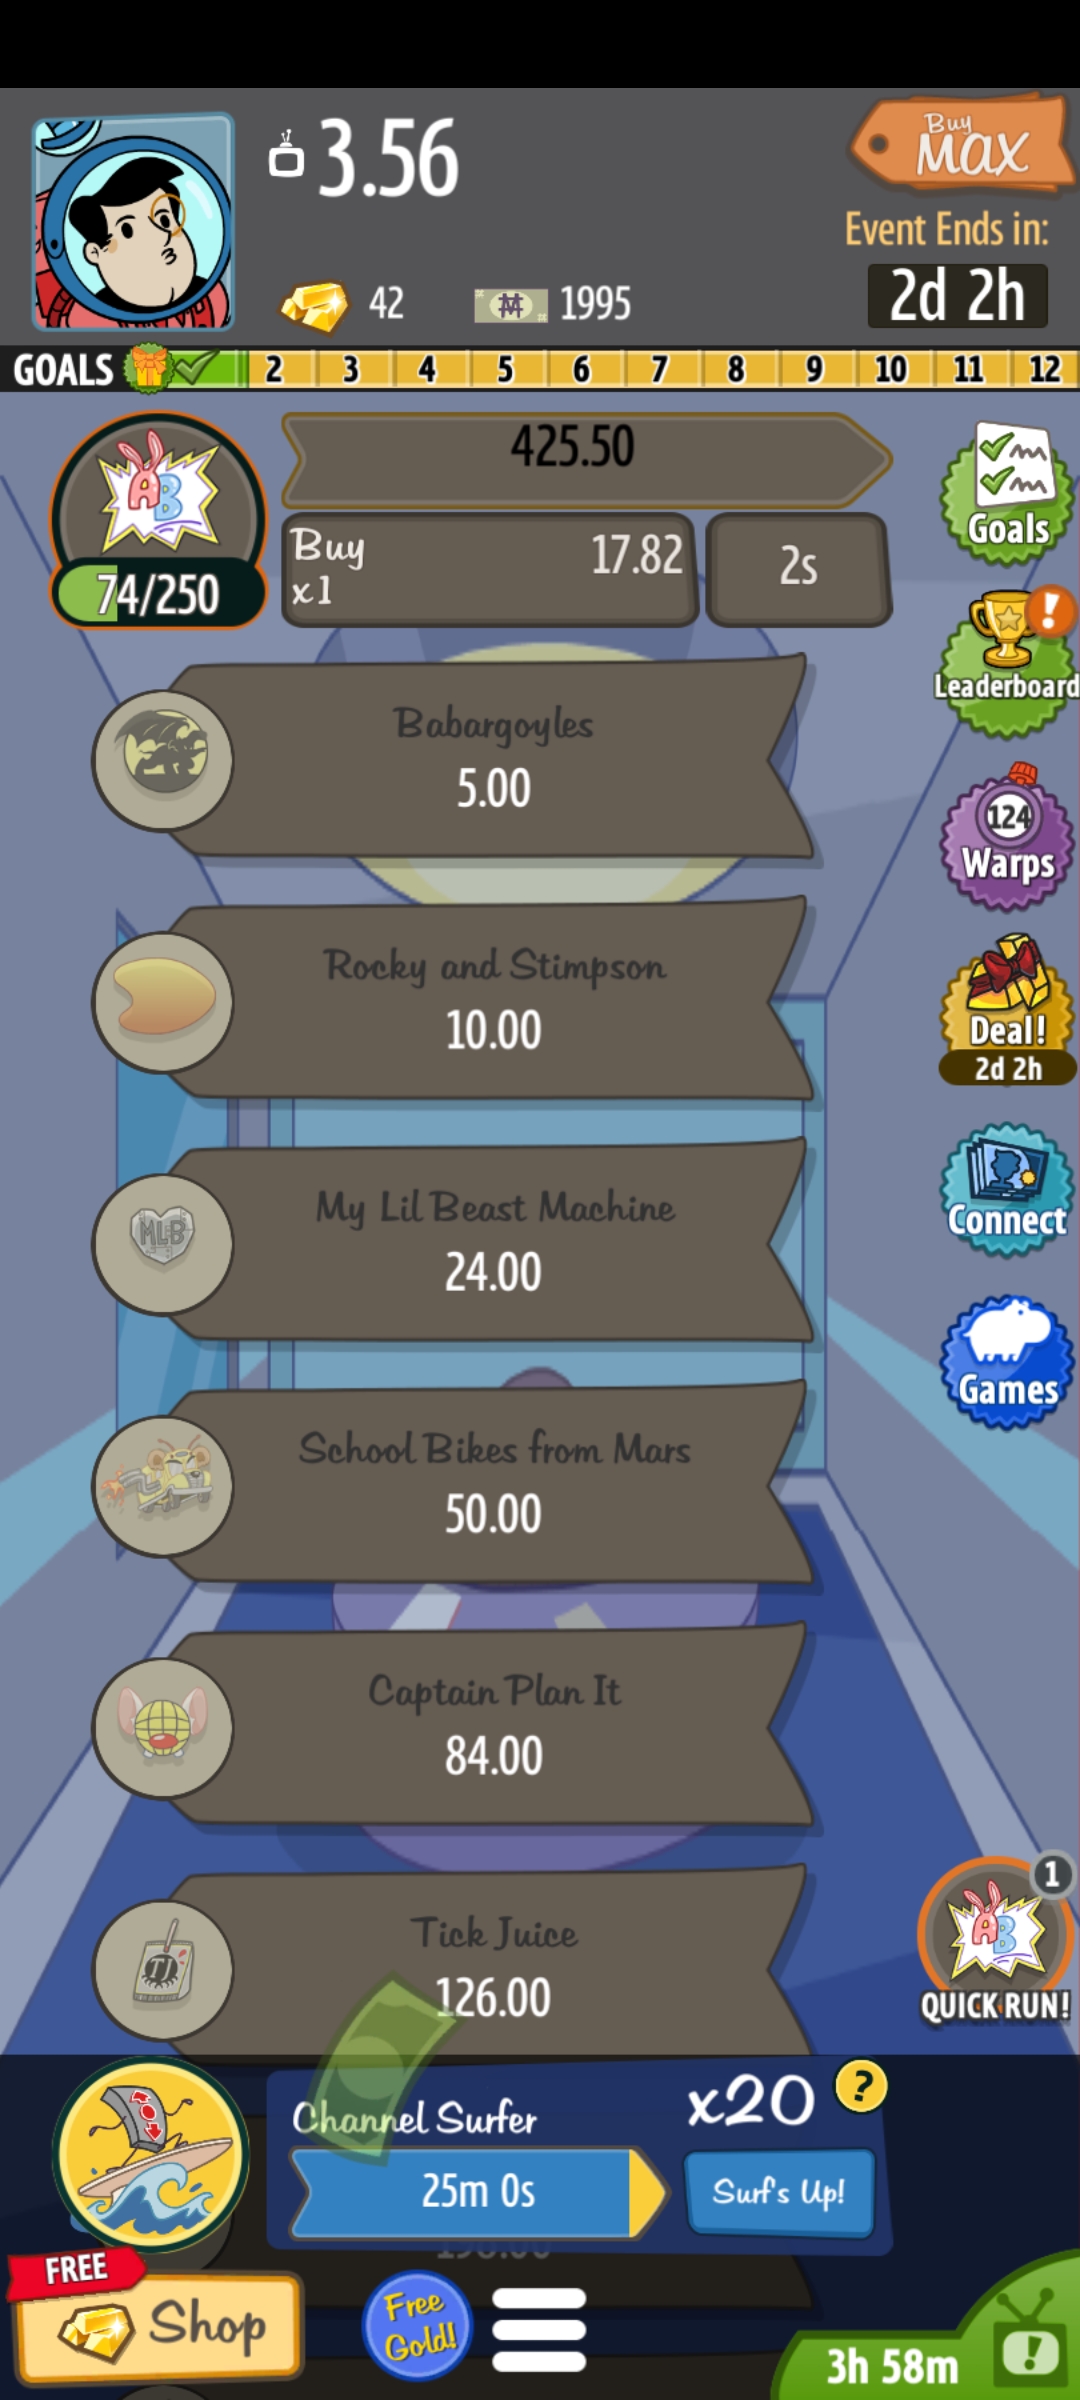 3.56
Buy
MAX
Event Ends in:
2d 2h
42
1995
GOALS
2
3
4
5
6
7
8
9
10
11
12
AB
74/250
425.50
Buy
x1
17.82
2s
Goals
!
Leaderboard
Babargoyles
5.00
124
Warps
Rocky and Stimpson
10.00
Deal!
2d 2h
My Lil Beast Machine
24.00
MLB
Connect
School Bikes from Mars
50.00
Games
Captain Plan It
84.00
Tick Juice
126.00
TJ
1
AB
QUICK RUN!
Channel Surfer
x20
?
25m 0s
Surf's Up!
FREE
Shop
Free
Gold!
3h 58m
!